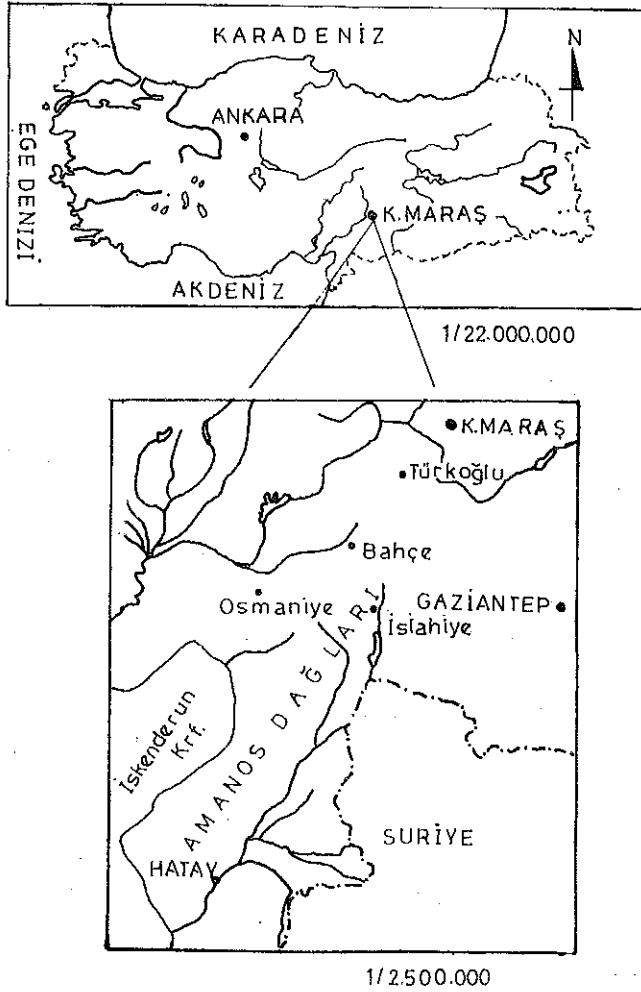 KARADENİZ
N
ANKARA
EGE DENİZİ
K.MARAŞ
AKDENİZ
1/22.000.000
K.MARAŞ
Türkoğlu
Bahçe
Osmaniye
GAZİANTEP
İslahiye
AMANOS DAĞLARI
İskenderun
Krf.
SURİYE
HATAY
1/2.500.000